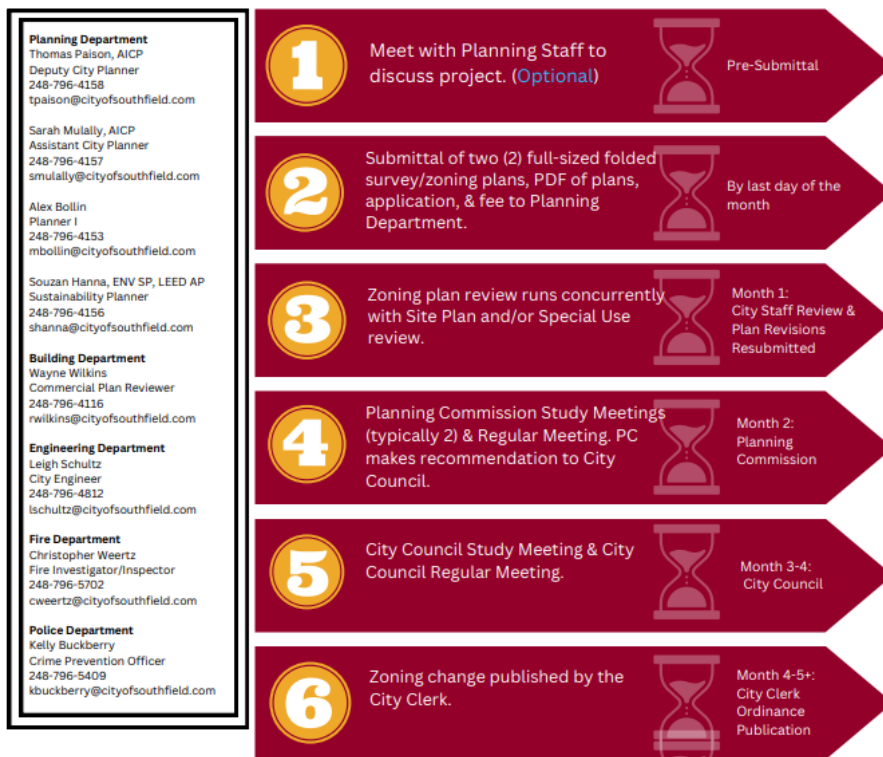 Planning Department
Thomas Paison, AICP
Deputy City Planner
248-796-4158
tpaison@cityofsouthfield.com
Sarah Mulally, AICP
Assistant City Planner
248-796-4157
smulally@cityofsouthfield.com
Alex Bollin
Planner I
248-796-4153
mbollin@cityofsouthfield.com
Souzan Hanna, ENV SP, LEED AP
Sustainability Planner
248-796-4156
shanna@cityofsouthfield.com
Building Department
Wayne Wilkins
Commercial Plan Reviewer
248-796-4116
rwilkins@cityofsouthfield.com
Engineering Department
Leigh Schultz
City Engineer
248-796-4812
lschultz@cityofsouthfield.com
Fire Department
Christopher Weertz
Fire Investigator/Inspector
248-796-5702
cweertz@cityofsouthfield.com
Police Department
Kelly Buckberry
Crime Prevention Officer
248-796-5409
kbuckberry@cityofsouthfield.com
1
Meet with Planning Staff to
discuss project. (Optional)
Pre-Submittal
2
Submittal of two (2) full-sized folded
survey/zoning plans, PDF of plans,
application, & fee to Planning
Department.
By last day of the
month
3
Zoning plan review runs concurrently
with Site Plan and/or Special Use
review.
Month 1:
City Staff Review &
Plan Revisions
Resubmitted
4
Planning Commission Study Meetings
(typically 2) & Regular Meeting. PC
makes recommendation to City
Council.
Month 2:
Planning
Commission
5
City Council Study Meeting & City
Council Regular Meeting.
Month 3-4:
City Council
6
Zoning change published by the
City Clerk.
Month 4-5+:
City Clerk
Ordinance
Publication